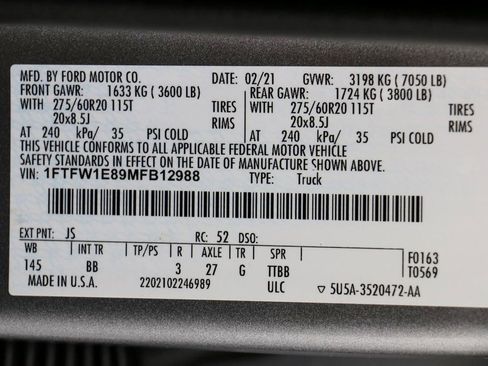 MFD. BY FORD MOTOR CO. DATE: 02/21 GVWR: 3198 KG ( 7050 LB)
FRONT GAWR: 1633 KG ( 3600 LB) REAR GAWR: 1724 KG ( 3800 LB)
WITH 275/60R20 115T TIRES WITH 275/60R20 115T TIRES
20x8.5J RIMS 20x8.5J RIMS
AT 240 kPa/ 35 PSI COLD AT 240 kPa/ 35 PSI COLD
THIS VEHICLE CONFORMS TO ALL APPLICABLE FEDERAL MOTOR VEHICLE
SAFETY STANDARDS IN EFFECT ON THE DATE OF MANUFACTURE SHOWN ABOVE.
VIN: 1FTFW1E89MFB12988 TYPE: Truck
EXT PNT: JS RC: 52 DSO:
WB INT TR TP/PS R AXLE TR SPR F0163
145 BB 3 27 G TTBB T0569
MADE IN U.S.A. 2202102246989 ULC ▽ 5U5A-3520472-AA